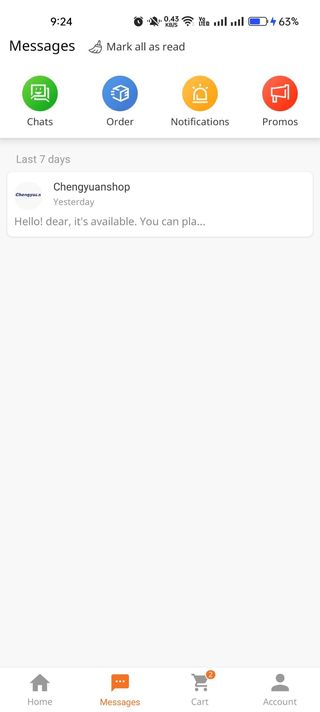 9:24 0.43 KB/S 63%
Messages Mark all as read
Chats Order Notifications Promos
Last 7 days
Chengyuanshop
Yesterday
Hello! dear, it's available. You can pla...
2
Home Messages Cart Account